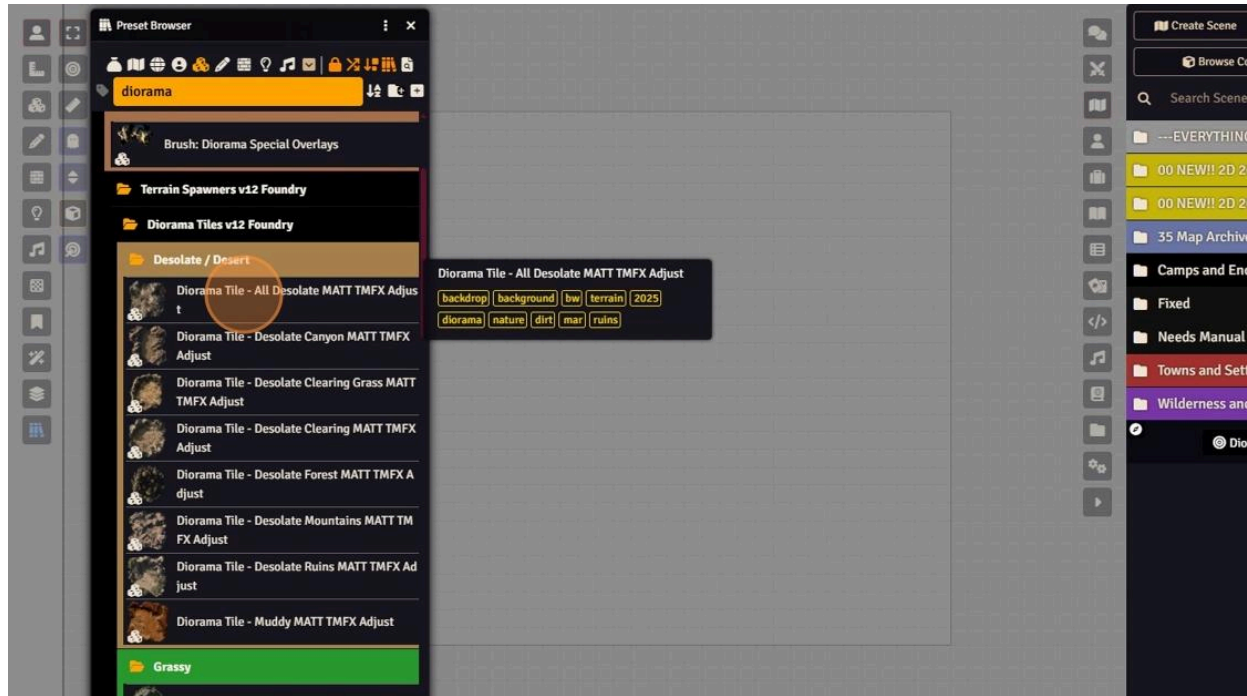 Preset Browser
diorama
Brush: Diorama Special Overlays
Terrain Spawners v12 Foundry
Diorama Tiles v12 Foundry
Desolate / Desert
Diorama Tile - All Desolate MATT TMFX Adjus
t
Diorama Tile - Desolate Canyon MATT TMFX
Adjust
Diorama Tile - Desolate Clearing Grass MATT
TMFX Adjust
Diorama Tile - Desolate Clearing MATT TMFX
Adjust
Diorama Tile - Desolate Forest MATT TMFX A
djust
Diorama Tile - Desolate Mountains MATT TM
FX Adjust
Diorama Tile - Desolate Ruins MATT TMFX Ad
just
Diorama Tile - Muddy MATT TMFX Adjust
Grassy
Diorama Tile - All Desolate MATT TMFX Adjust
backdrop background bw terrain 2025
diorama nature dirt mar ruins
Create Scene
Browse Co
Search Scene
---EVERYTHING
00 NEW!! 2D 2
00 NEW!! 2D 2
35 Map Archive
Camps and Enc
Fixed
Needs Manual
Towns and Sett
Wilderness and
Dio